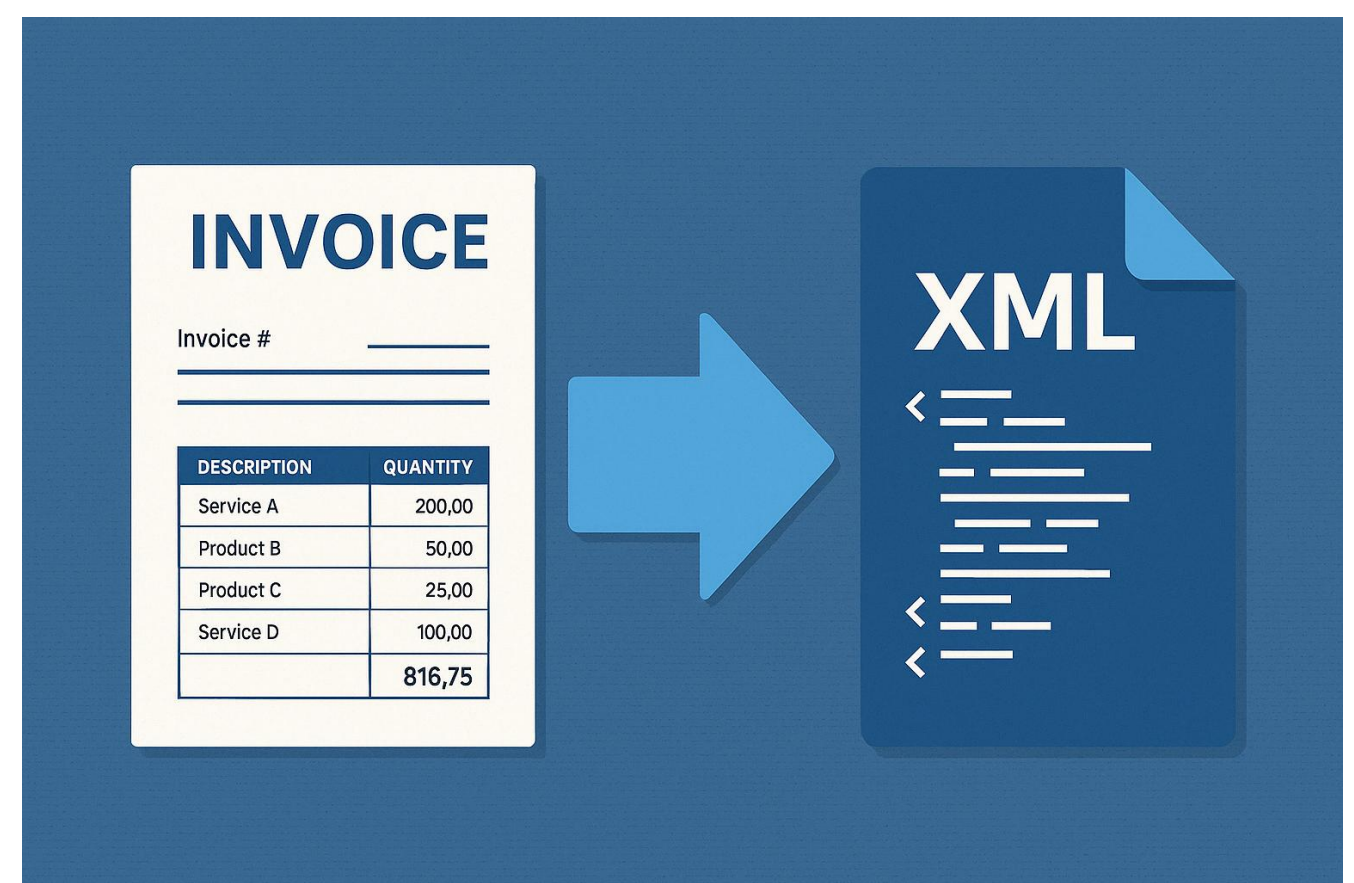 INVOICE
Invoice #
DESCRIPTION QUANTITY
Service A 200,00
Product B 50,00
Product C 25,00
Service D 100,00
816,75
XML